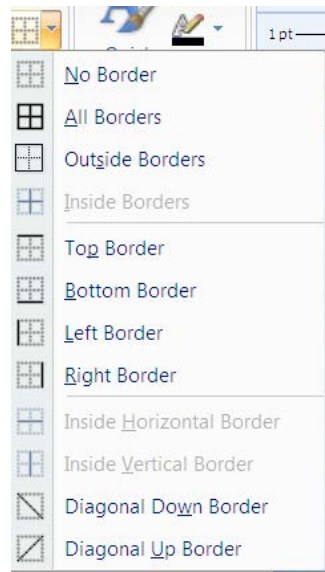 1 pt
No Border
All Borders
Outside Borders
Inside Borders
Top Border
Bottom Border
Left Border
Right Border
Inside Horizontal Border
Inside Vertical Border
Diagonal Down Border
Diagonal Up Border